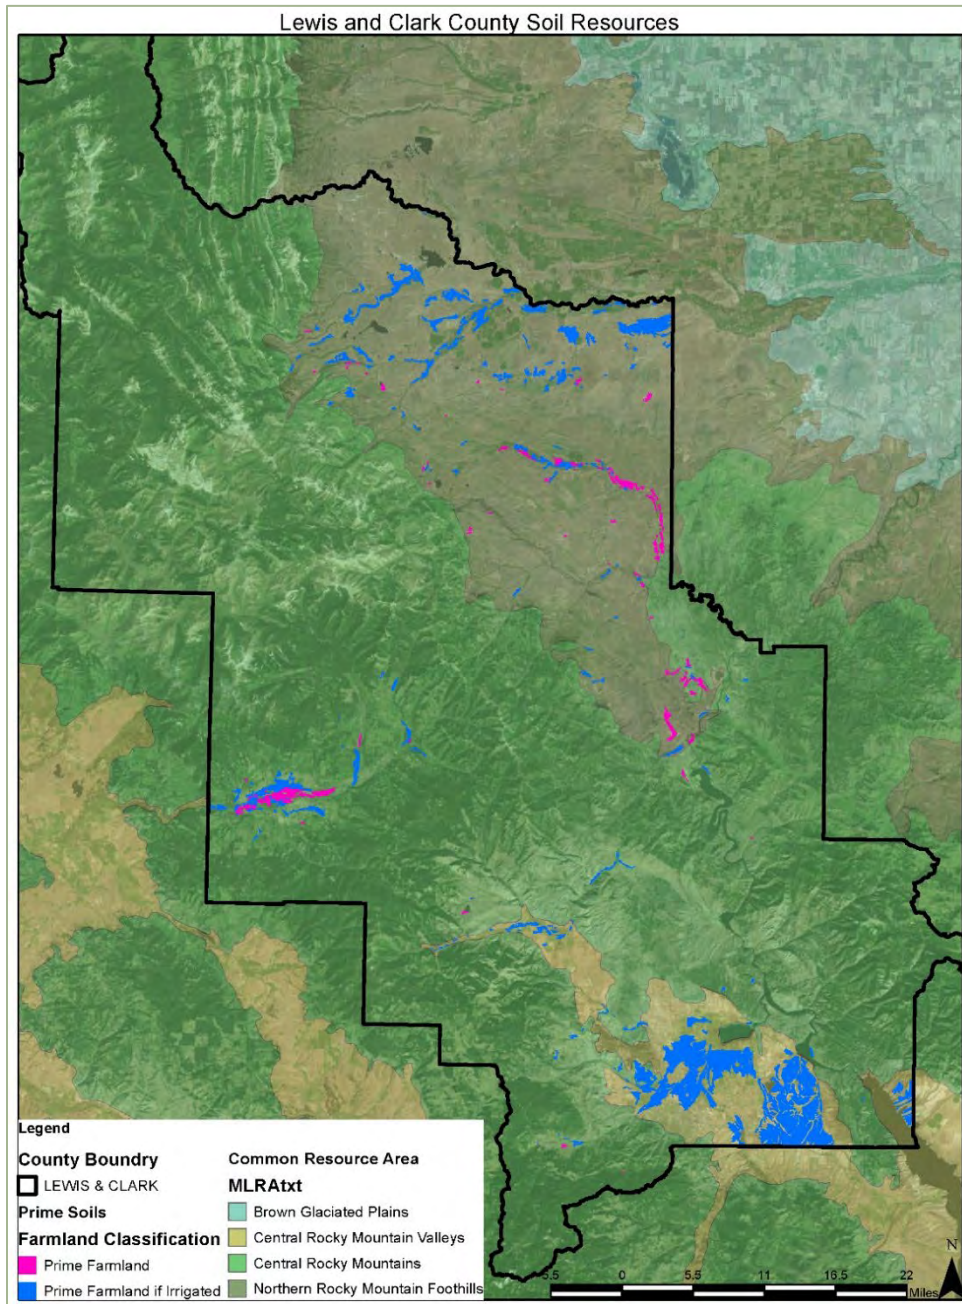 Lewis and Clark County Soil Resources
Legend
County Boundry
LEWIS & CLARK
Prime Soils
Farmland Classification
Prime Farmland
Prime Farmland if Irrigated
Common Resource Area
MLRAtxt
Brown Glaciated Plains
Central Rocky Mountain Valleys
Central Rocky Mountains
Northern Rocky Mountain Foothills
N
5.5 0 5.5 11 16.5 22
Miles